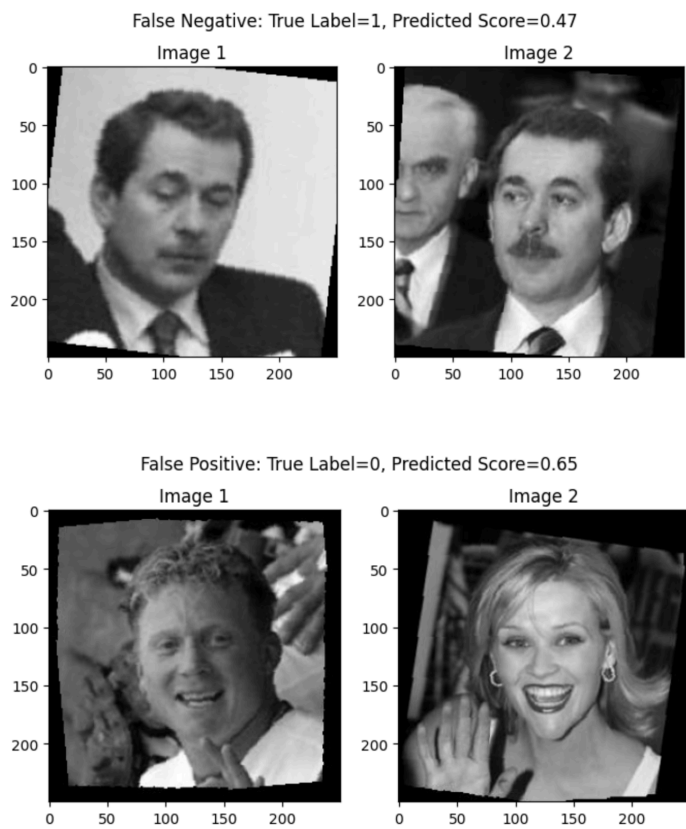 False Negative: True Label=1, Predicted Score=0.47
Image 1
Image 2
0
50
100
150
200
0 50 100 150 200
0
50
100
150
200
0 50 100 150 200
False Positive: True Label=0, Predicted Score=0.65
Image 1
Image 2
0
50
100
150
200
0 50 100 150 200
0
50
100
150
200
0 50 100 150 200